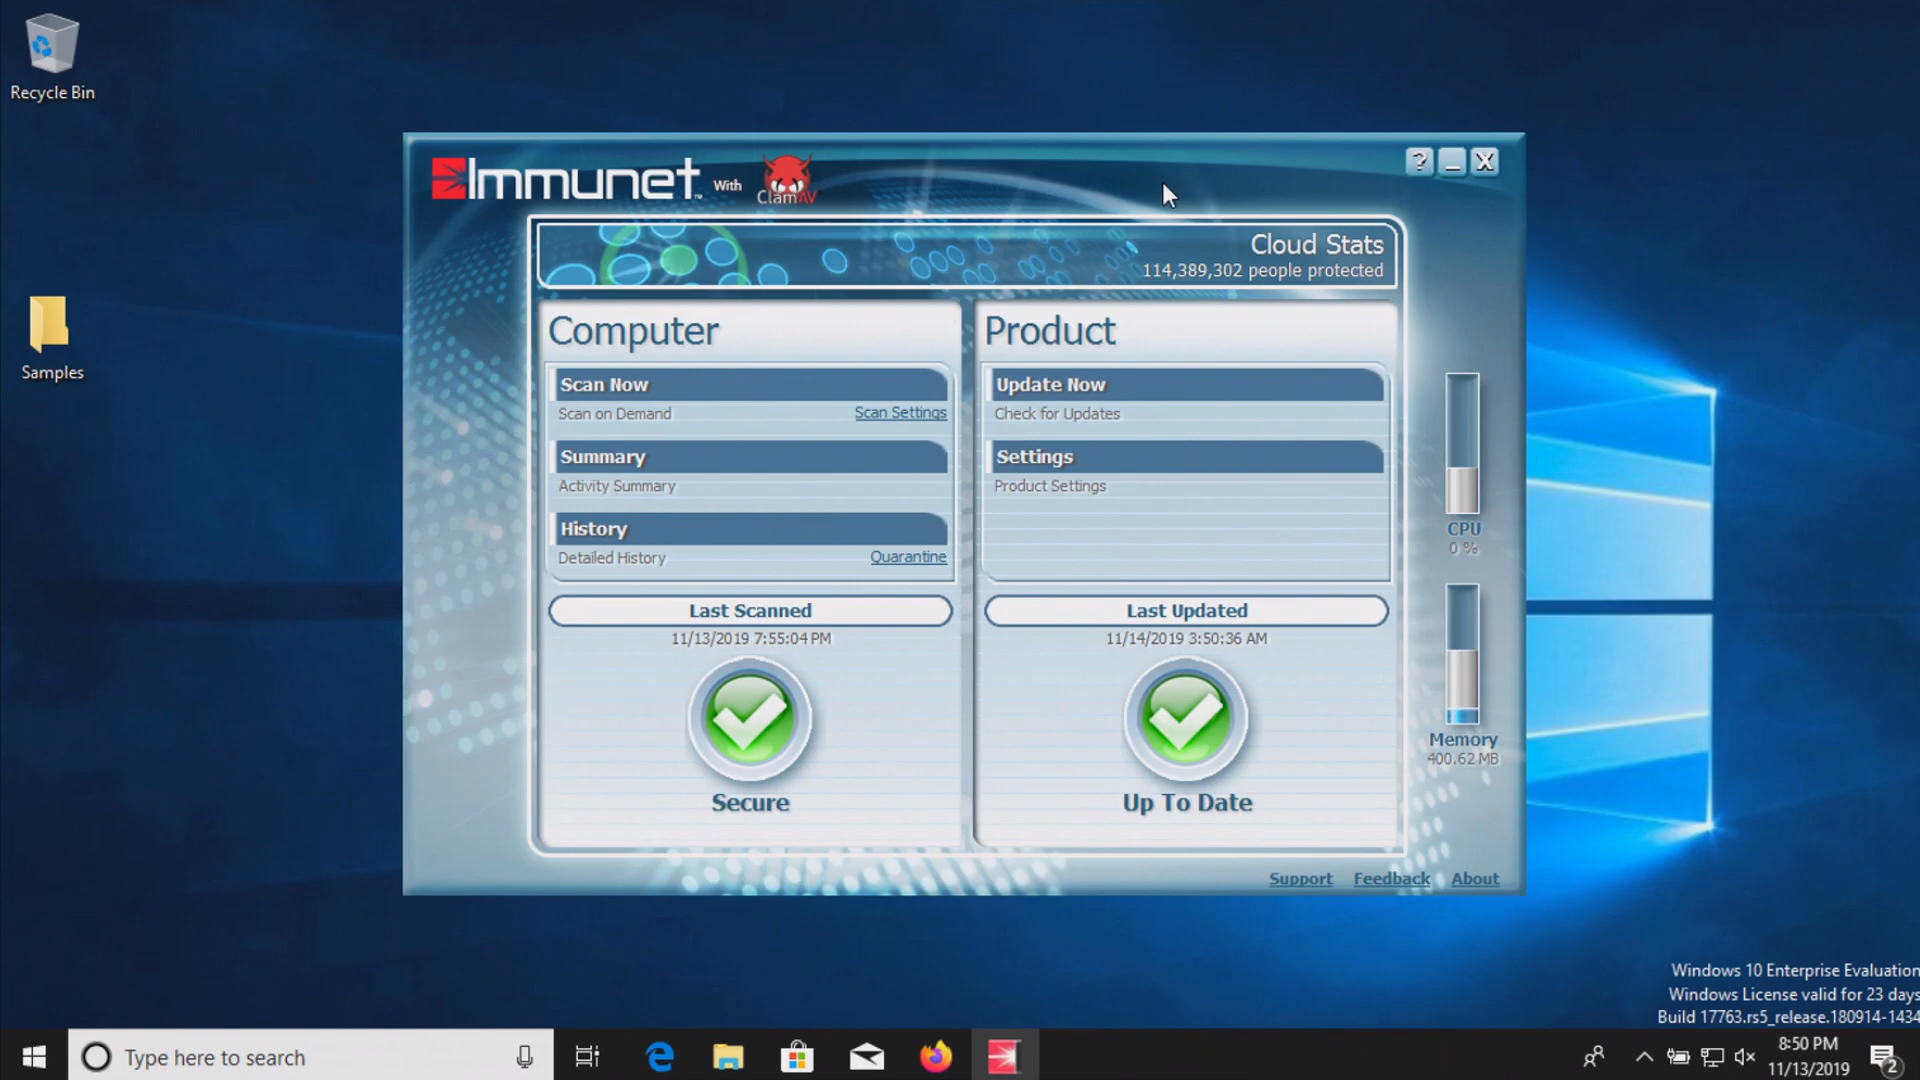 Recycle Bin
Samples
Immunet™ With ClamAV
?
_
X
Cloud Stats
114,389,302 people protected
Computer
Scan Now
Scan on Demand
Scan Settings
Summary
Activity Summary
History
Detailed History
Quarantine
Last Scanned
11/13/2019 7:55:04 PM
Secure
Product
Update Now
Check for Updates
Settings
Product Settings
Last Updated
11/14/2019 3:50:36 AM
Up To Date
CPU
0 %
Memory
400.62 MB
Support
Feedback
About
Windows 10 Enterprise Evaluation
Windows License valid for 23 days
Build 17763.rs5_release.180914-1434
Type here to search
8:50 PM
11/13/2019
2